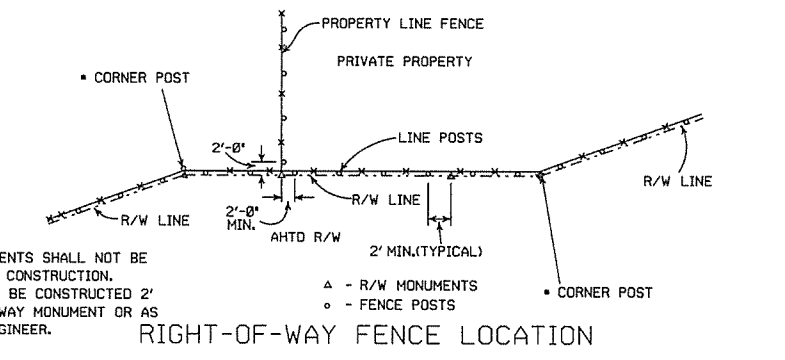 PROPERTY LINE FENCE
PRIVATE PROPERTY
* CORNER POST
2'-0"
LINE POSTS
R/W LINE
R/W LINE
R/W LINE
2'-0"
MIN.
AHTD R/W
2' MIN.(TYPICAL)
ENTS SHALL NOT BE
CONSTRUCTION.
BE CONSTRUCTED 2'
WAY MONUMENT OR AS
GINEER.
△ - R/W MONUMENTS
○ - FENCE POSTS
* CORNER POST
RIGHT-OF-WAY FENCE LOCATION